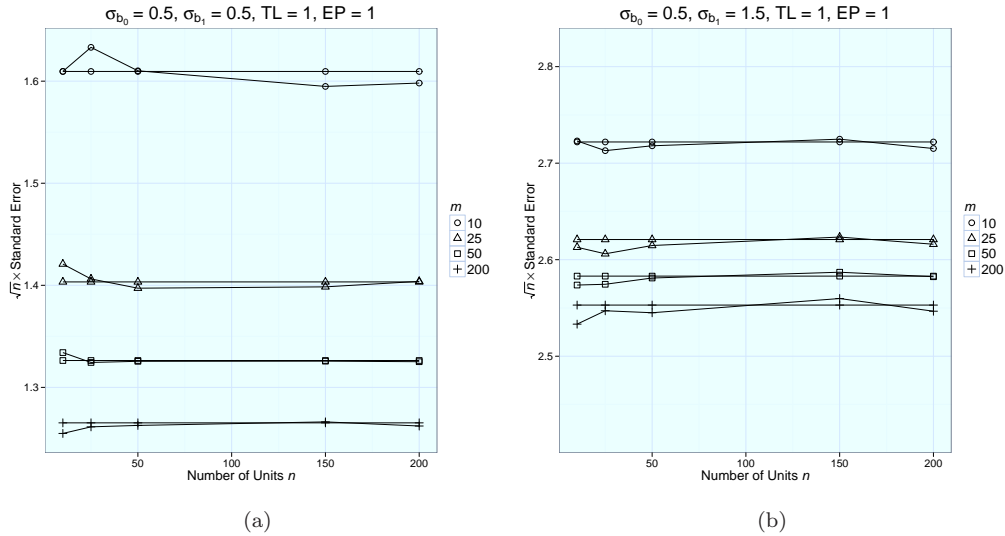 σb0 = 0.5, σb1 = 0.5, TL = 1, EP = 1
√n × Standard Error
1.6
1.5
1.4
1.3
50
100
150
200
Number of Units n
m
10
25
50
200
(a)
σb0 = 0.5, σb1 = 1.5, TL = 1, EP = 1
√n × Standard Error
2.8
2.7
2.6
2.5
50
100
150
200
Number of Units n
m
10
25
50
200
(b)